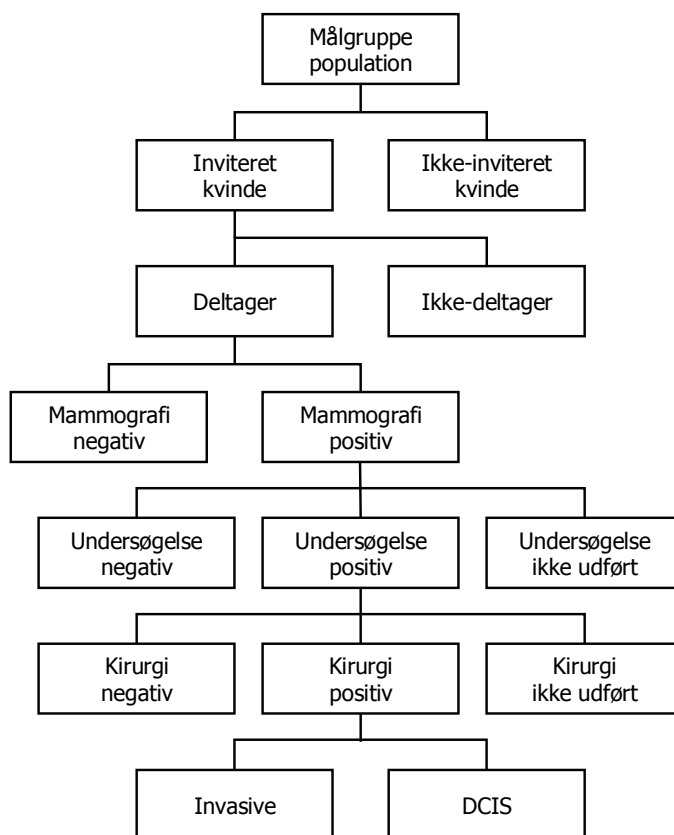 Målgruppe
population
Inviteret
kvinde
Ikke-inviteret
kvinde
Deltager
Ikke-deltager
Mammografi
negativ
Mammografi
positiv
Undersøgelse
negativ
Undersøgelse
positiv
Undersøgelse
ikke udført
Kirurgi
negativ
Kirurgi
positiv
Kirurgi
ikke udført
Invasive
DCIS